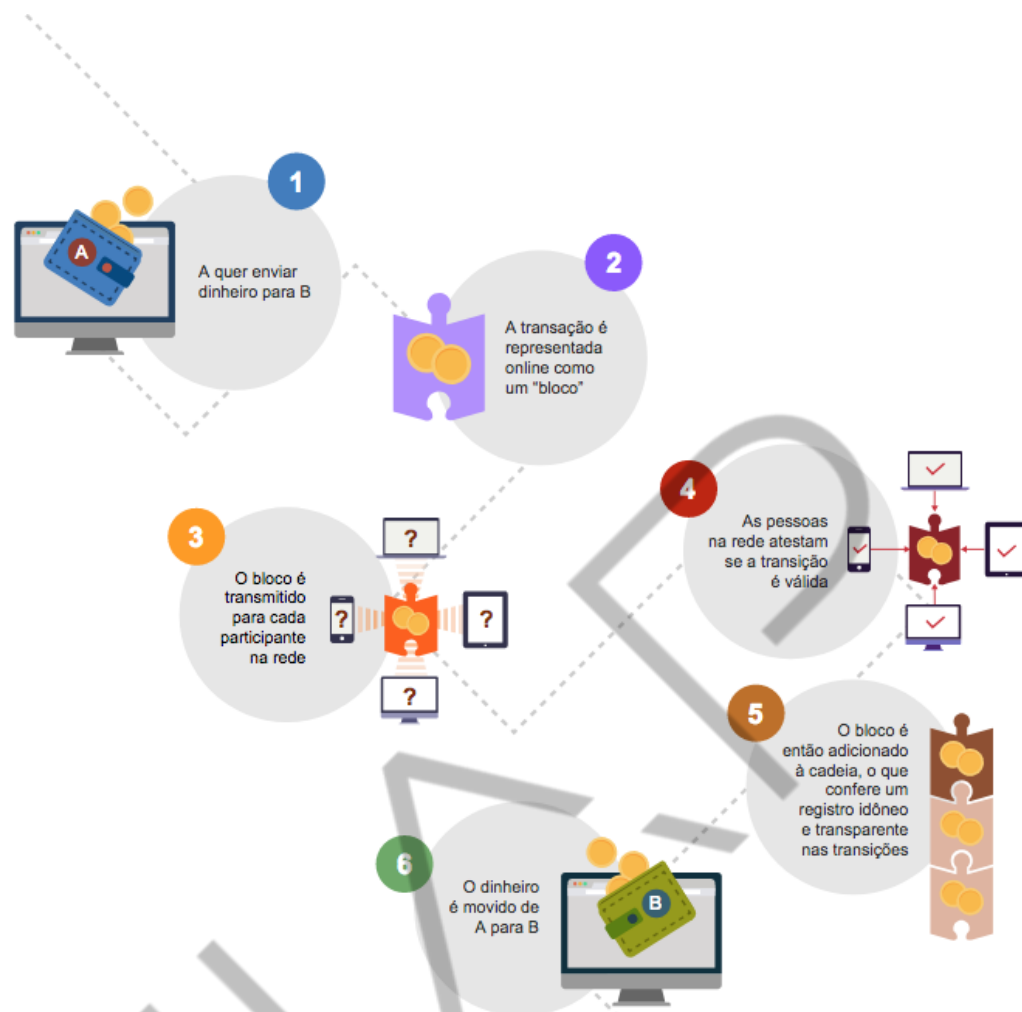 1
A
A quer enviar
dinheiro para B
2
A transação é
representada
online como
um “bloco”
3
O bloco é
transmitido
para cada
participante
na rede
?
?
?
?
4
As pessoas
na rede atestam
se a transição
é válida
5
O bloco é
então adicionado
à cadeia, o que
confere um
registro idôneo
e transparente
nas transições
6
O dinheiro
é movido de
A para B
B